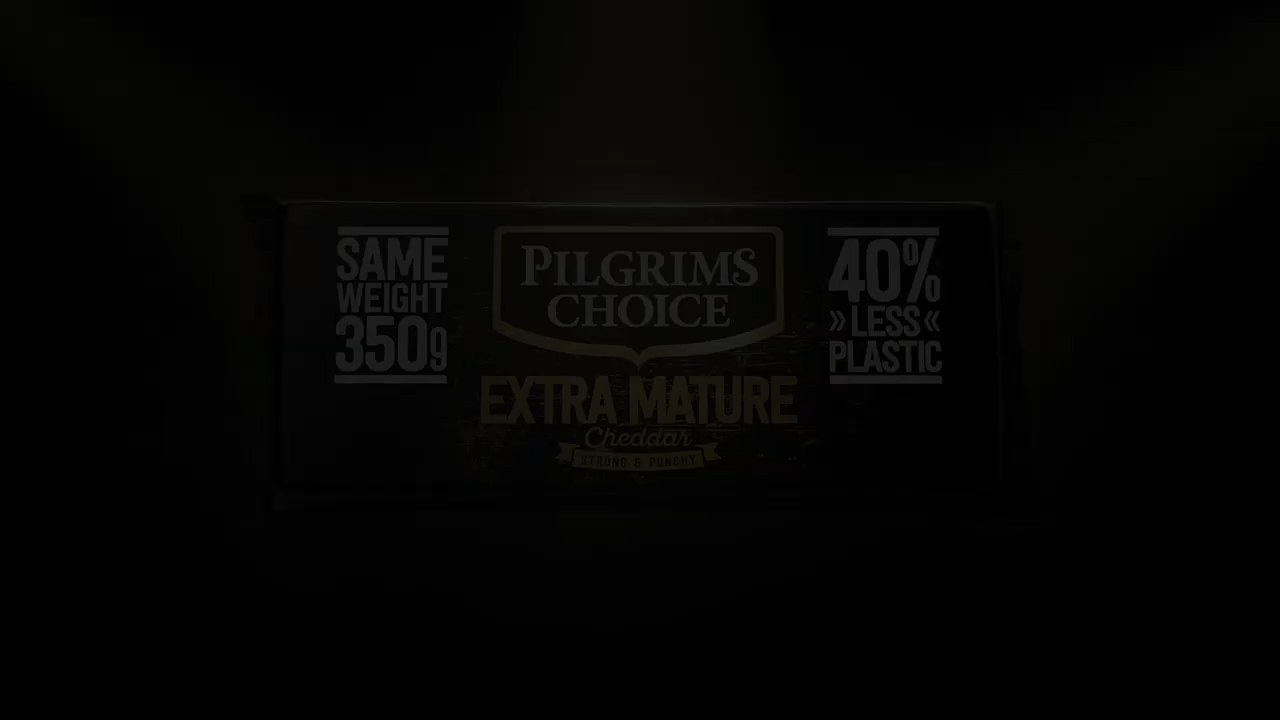 SAME
WEIGHT
350g
PILGRIMS
CHOICE
EXTRA MATURE
Cheddar
STRONG & PUNCHY
40%
»LESS«
PLASTIC